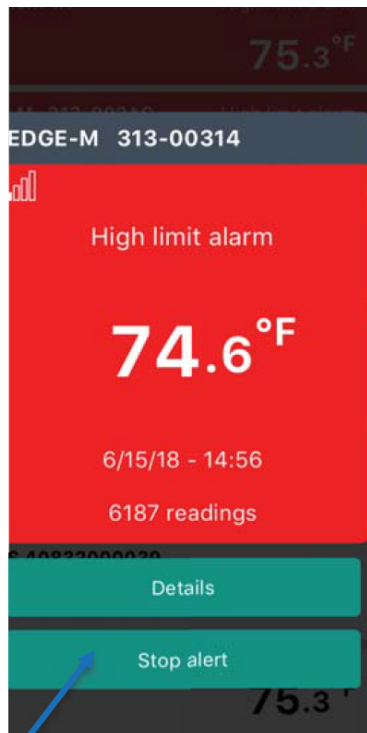 75.3°F
EDGE-M 313-00314
High limit alarm
74.6°F
6/15/18 - 14:56
6187 readings
Details
Stop alert
75.3